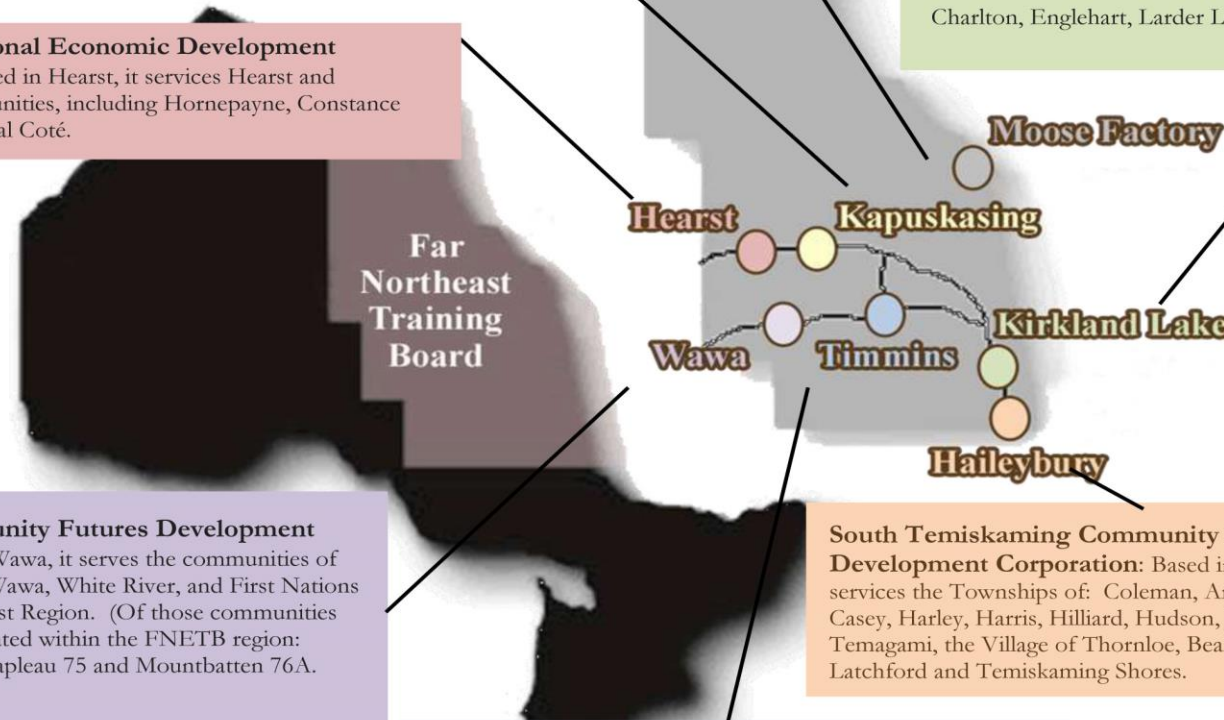 Charlton, Englehart, Larder L
onal Economic Development
ed in Hearst, it services Hearst and
unities, including Hornepayne, Constance
al Coté.
Moose Factory
Hearst
Kapuskasing
Far
Northeast
Training
Board
Kirkland Lake
Wawa
Timmins
Haileybury
unity Futures Development
Wawa, it serves the communities of
Wawa, White River, and First Nations
st Region. (Of those communities
ted within the FNETB region:
apleau 75 and Mountbatten 76A.
South Temiskaming Community
Development Corporation: Based i
services the Townships of: Coleman, A
Casey, Harley, Harris, Hilliard, Hudson,
Temagami, the Village of Thornloe, Bea
Latchford and Temiskaming Shores.